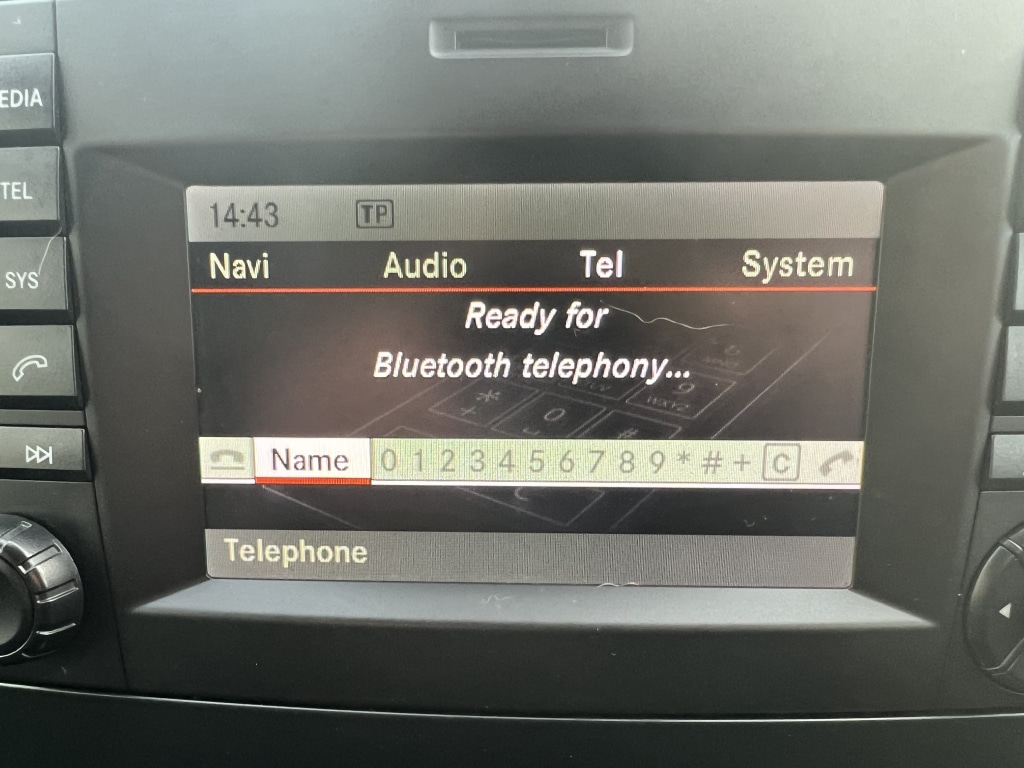 EDIA
TEL
SYS
14:43 TP
Navi Audio Tel System
Ready for
Bluetooth telephony...
Name 0 1 2 3 4 5 6 7 8 9 * # + C
Telephone